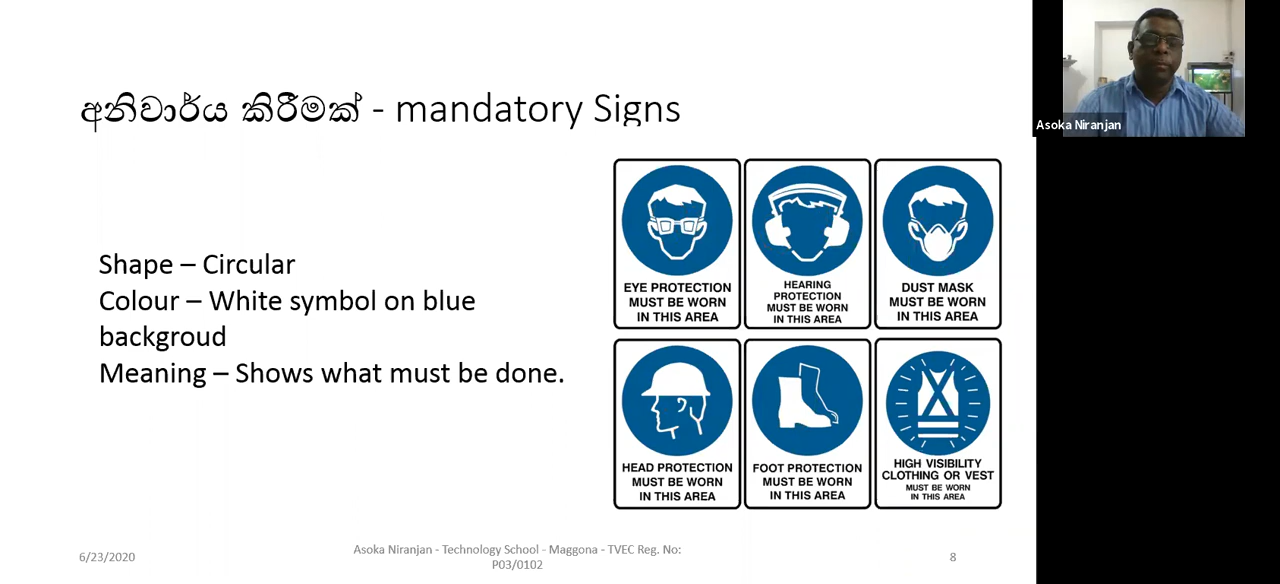 අනිවාර්ය කිරීමක් - mandatory Signs
Shape – Circular
Colour – White symbol on blue
backgroud
Meaning – Shows what must be done.
EYE PROTECTION
MUST BE WORN
IN THIS AREA
HEARING
PROTECTION
MUST BE WORN
IN THIS AREA
DUST MASK
MUST BE WORN
IN THIS AREA
HEAD PROTECTION
MUST BE WORN
IN THIS AREA
FOOT PROTECTION
MUST BE WORN
IN THIS AREA
HIGH VISIBILITY
CLOTHING OR VEST
MUST BE WORN
IN THIS AREA
6/23/2020
Asoka Niranjan - Technology School - Maggona - TVEC Reg. No:
P03/0102
8
Asoka Niranjan